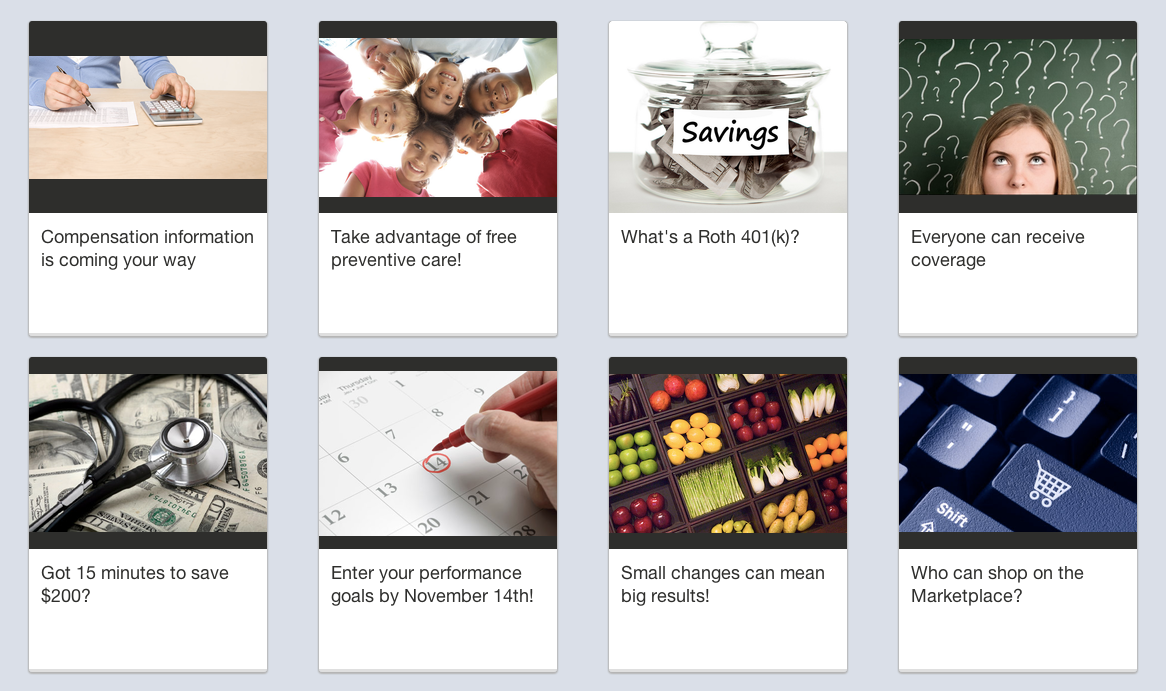 Savings
Compensation information
is coming your way
Take advantage of free
preventive care!
What's a Roth 401(k)?
Everyone can receive
coverage
Thursday
30
1
7
8
9
6
13
14
12
20
21
28
" '
} ]
Shift
Got 15 minutes to save
$200?
Enter your performance
goals by November 14th!
Small changes can mean
big results!
Who can shop on the
Marketplace?